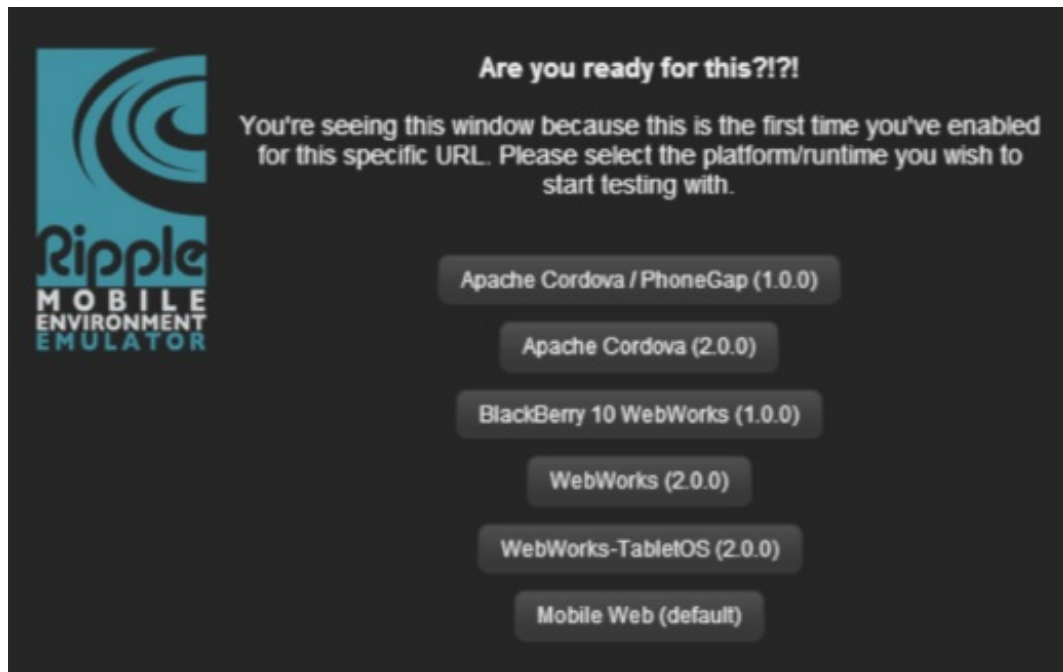 Ripple
MOBILE
ENVIRONMENT
EMULATOR
Are you ready for this?!?!
You're seeing this window because this is the first time you've enabled
for this specific URL. Please select the platform/runtime you wish to
start testing with.
Apache Cordova / PhoneGap (1.0.0)
Apache Cordova (2.0.0)
BlackBerry 10 WebWorks (1.0.0)
WebWorks (2.0.0)
WebWorks-TabletOS (2.0.0)
Mobile Web (default)